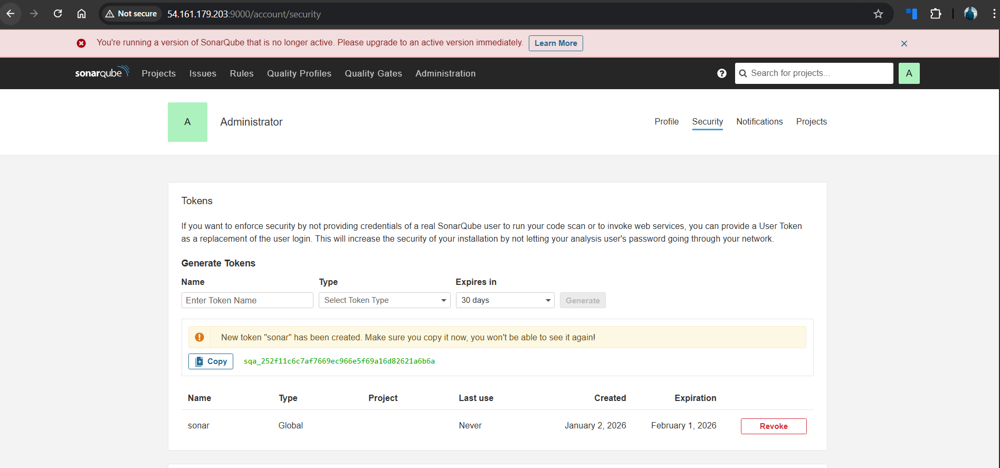 Not secure 54.161.179.203:9000/account/security
You're running a version of SonarQube that is no longer active. Please upgrade to an active version immediately. Learn More
sonarqube Projects Issues Rules Quality Profiles Quality Gates Administration Search for projects... A
A Administrator Profile Security Notifications Projects
Tokens
If you want to enforce security by not providing credentials of a real SonarQube user to run your code scan or to invoke web services, you can provide a User Token
as a replacement of the user login. This will increase the security of your installation by not letting your analysis user's password going through your network.
Generate Tokens
Name Type Expires in
Enter Token Name Select Token Type 30 days Generate
New token "sonar" has been created. Make sure you copy it now, you won't be able to see it again!
Copy sqa_252f11c6c7af7669ec966e5f69a16d82621a6b6a
Name Type Project Last use Created Expiration
sonar Global Never January 2, 2026 February 1, 2026 Revoke